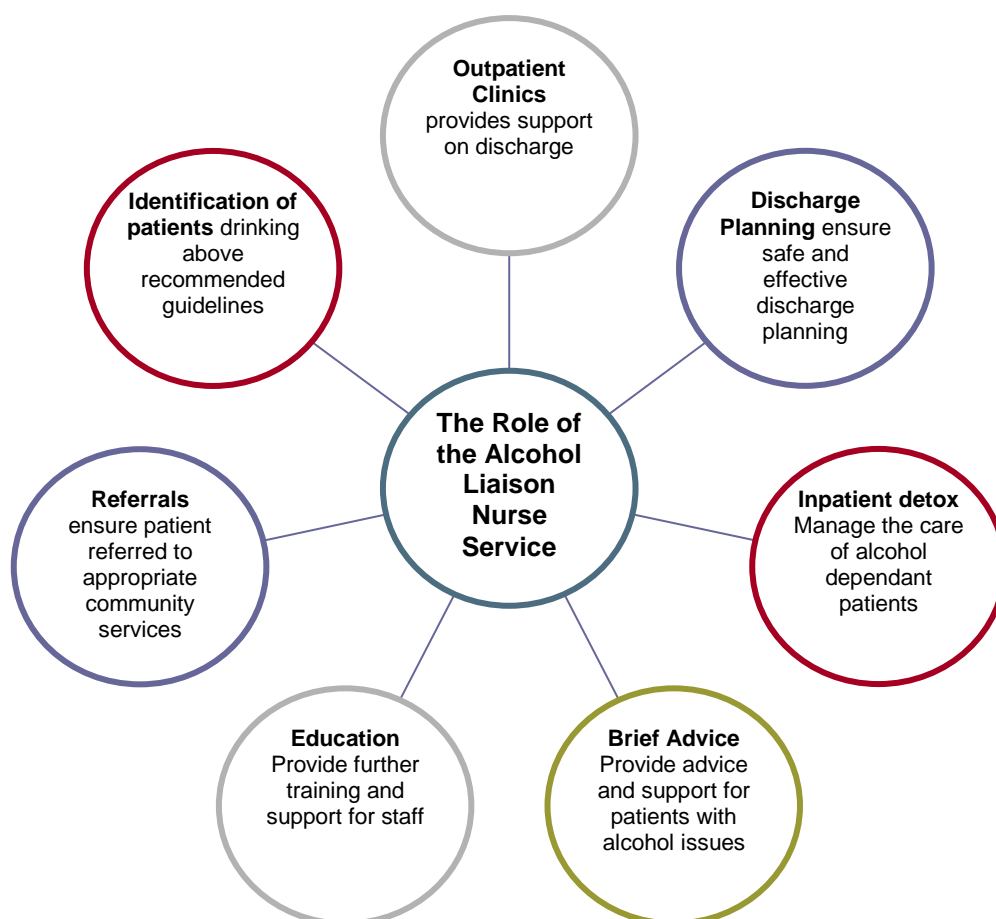 Outpatient
Clinics
provides support
on discharge
Identification of
patients drinking
above
recommended
guidelines
Discharge
Planning ensure
safe and
effective
discharge
planning
The Role of
the Alcohol
Liaison
Nurse
Service
Referrals
ensure patient
referred to
appropriate
community
services
Inpatient detox
Manage the care
of alcohol
dependant
patients
Education
Provide further
training and
support for staff
Brief Advice
Provide advice
and support for
patients with
alcohol issues